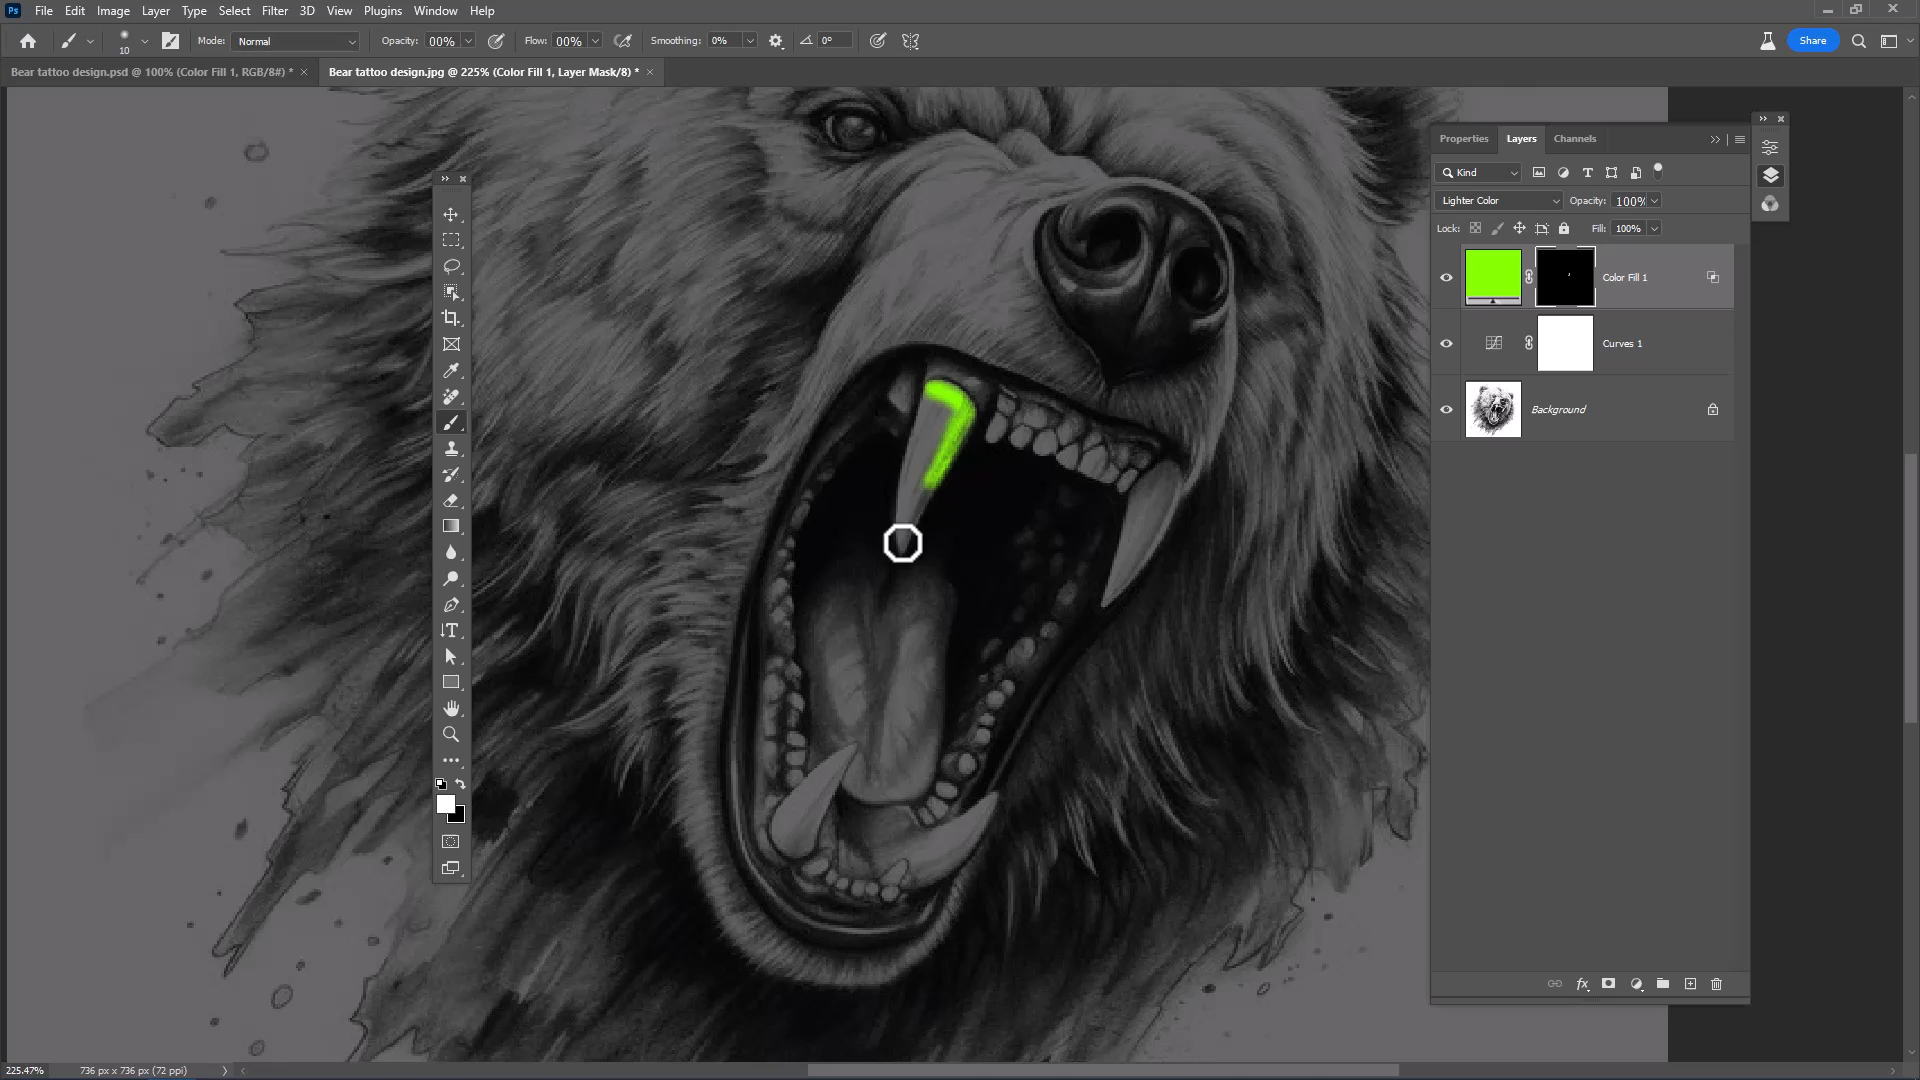 Ps File Edit Image Layer Type Select Filter 3D View Plugins Window Help
10 Mode: Normal Opacity: 00% Flow: 00% Smoothing: 0% 0° Share
Bear tattoo design.psd @ 100% (Color Fill 1, RGB/8#) * × Bear tattoo design.jpg @ 225% (Color Fill 1, Layer Mask/8) * ×
Properties Layers Channels
Kind
Lighter Color Opacity: 100%
Lock: Fill: 100%
Color Fill 1
Curves 1
Background
225.47% 736 px x 736 px (72 ppi)